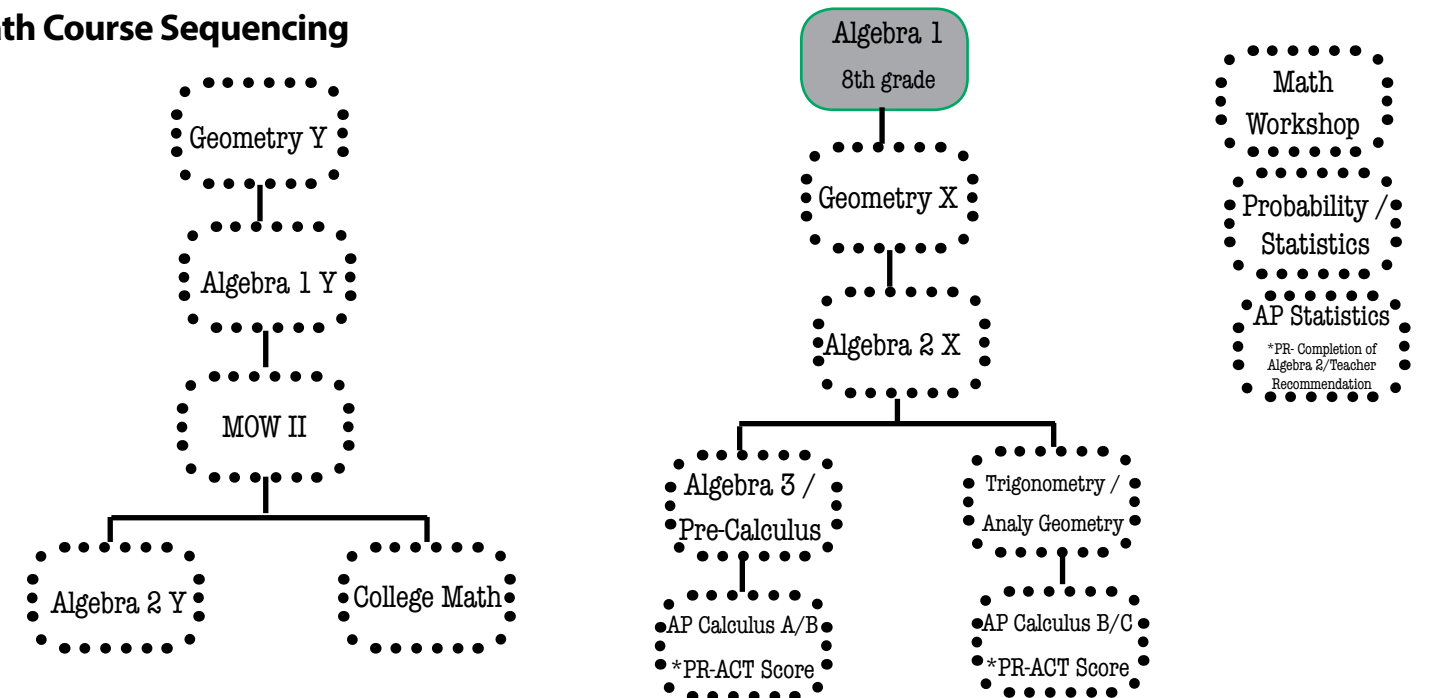 th Course Sequencing
Geometry Y
Algebra 1 Y
MOW II
Algebra 2 Y
College Math
Algebra 1
8th grade
Geometry X
Algebra 2 X
Algebra 3 /
Pre-Calculus
AP Calculus A/B
*PR-ACT Score
Trigonometry /
Analy Geometry
AP Calculus B/C
*PR-ACT Score
Math
Workshop
Probability /
Statistics
AP Statistics
*PR- Completion of
Algebra 2/Teacher
Recommendation